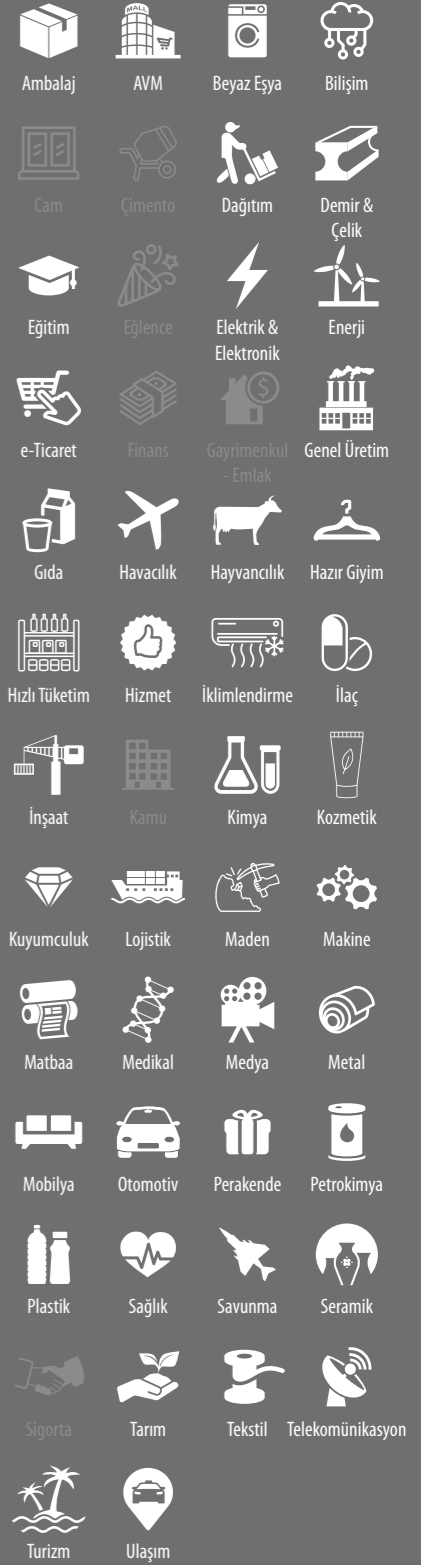 MALL
Ambalaj
AVM
Beyaz Eşya
Bilişim
Cam
Çimento
Dağıtım
Demir &
Çelik
Eğitim
Eğlence
Elektrik &
Elektronik
Enerji
e-Ticaret
Finans
Gayrimenkul
- Emlak
Genel Üretim
Gıda
Havacılık
Hayvancılık
Hazır Giyim
Hızlı Tüketim
Hizmet
İklimlendirme
İlaç
İnşaat
Kamu
Kimya
Kozmetik
Kuyumculuk
Lojistik
Maden
Makine
Matbaa
Medikal
Medya
Metal
Mobilya
Otomotiv
Perakende
Petrokimya
Plastik
Sağlık
Savunma
Seramik
Sigorta
Tarım
Tekstil
Telekomünikasyon
Turizm
Ulaşım